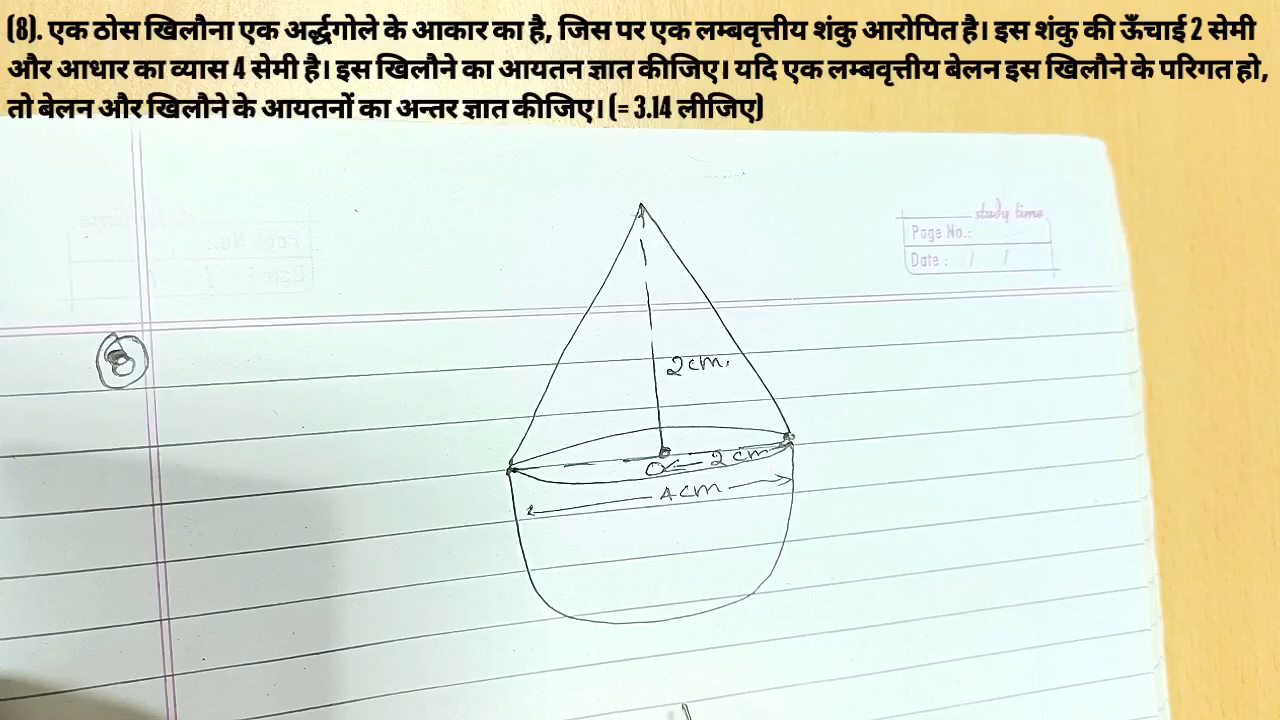 (8). एक ठोस खिलौना एक अर्द्धगोले के आकार का है, जिस पर एक लम्बवृत्तीय शंकु आरोपित है। इस शंकु की ऊँचाई 2 सेमी
और आधार का व्यास 4 सेमी है। इस खिलौने का आयतन ज्ञात कीजिए। यदि एक लम्बवृत्तीय बेलन इस खिलौने के परिगत हो,
तो बेलन और खिलौने के आयतनों का अन्तर ज्ञात कीजिए। (= 3.14 लीजिए)
study time
Page No.:
Date : / /
8
2cm.
O 2 cm
4cm